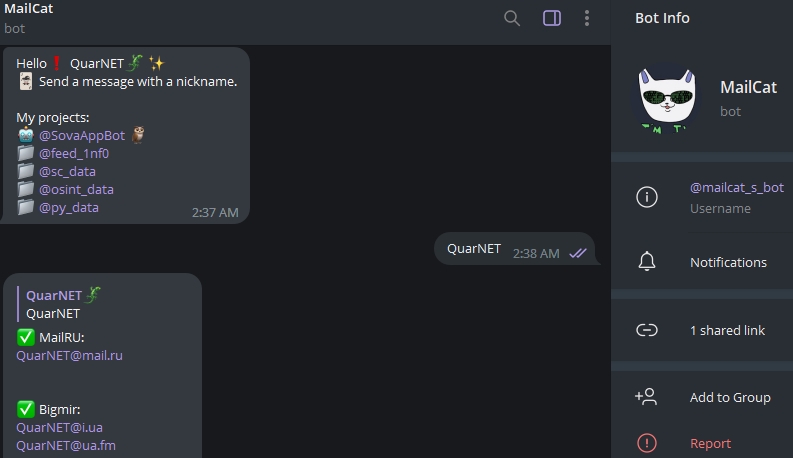 MailCat
bot
Hello❗ QuarNET🦎 ✨
🃏 Send a message with a nickname.
My projects:
🤖 @SovaAppBot 🦉
📁 @feed_1nf0
📁 @sc_data
📁 @osint_data
📁 @py_data
2:37 AM
QuarNET 2:38 AM
QuarNET🦎
QuarNET
✅ MailRU:
QuarNET@mail.ru
✅ Bigmir:
QuarNET@i.ua
QuarNET@ua.fm
Bot Info
MailCat
bot
@mailcat_s_bot
Username
Notifications
1 shared link
Add to Group
Report